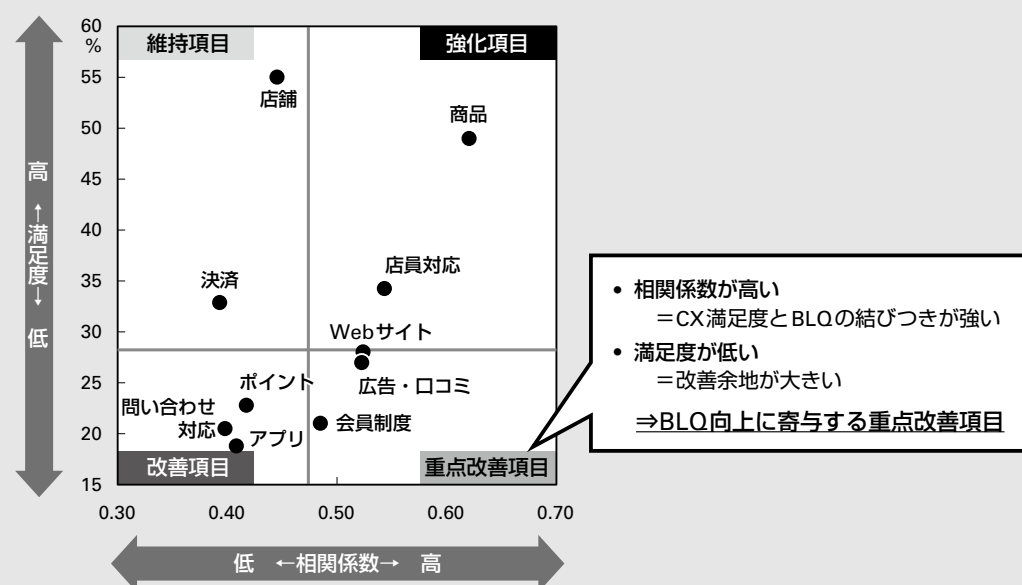 60
%
55
50
45
40
35
30
25
20
15
0.30 0.40 0.50 0.60 0.70
高 ←満足度→ 低
低 ←相関係数→ 高
維持項目
強化項目
店舗
商品
店員対応
決済
Webサイト
広告・口コミ
ポイント
問い合わせ
対応
アプリ
会員制度
改善項目
重点改善項目
• 相関係数が高い
＝CX満足度とBLQの結びつきが強い
• 満足度が低い
＝改善余地が大きい
⇒BLQ向上に寄与する重点改善項目